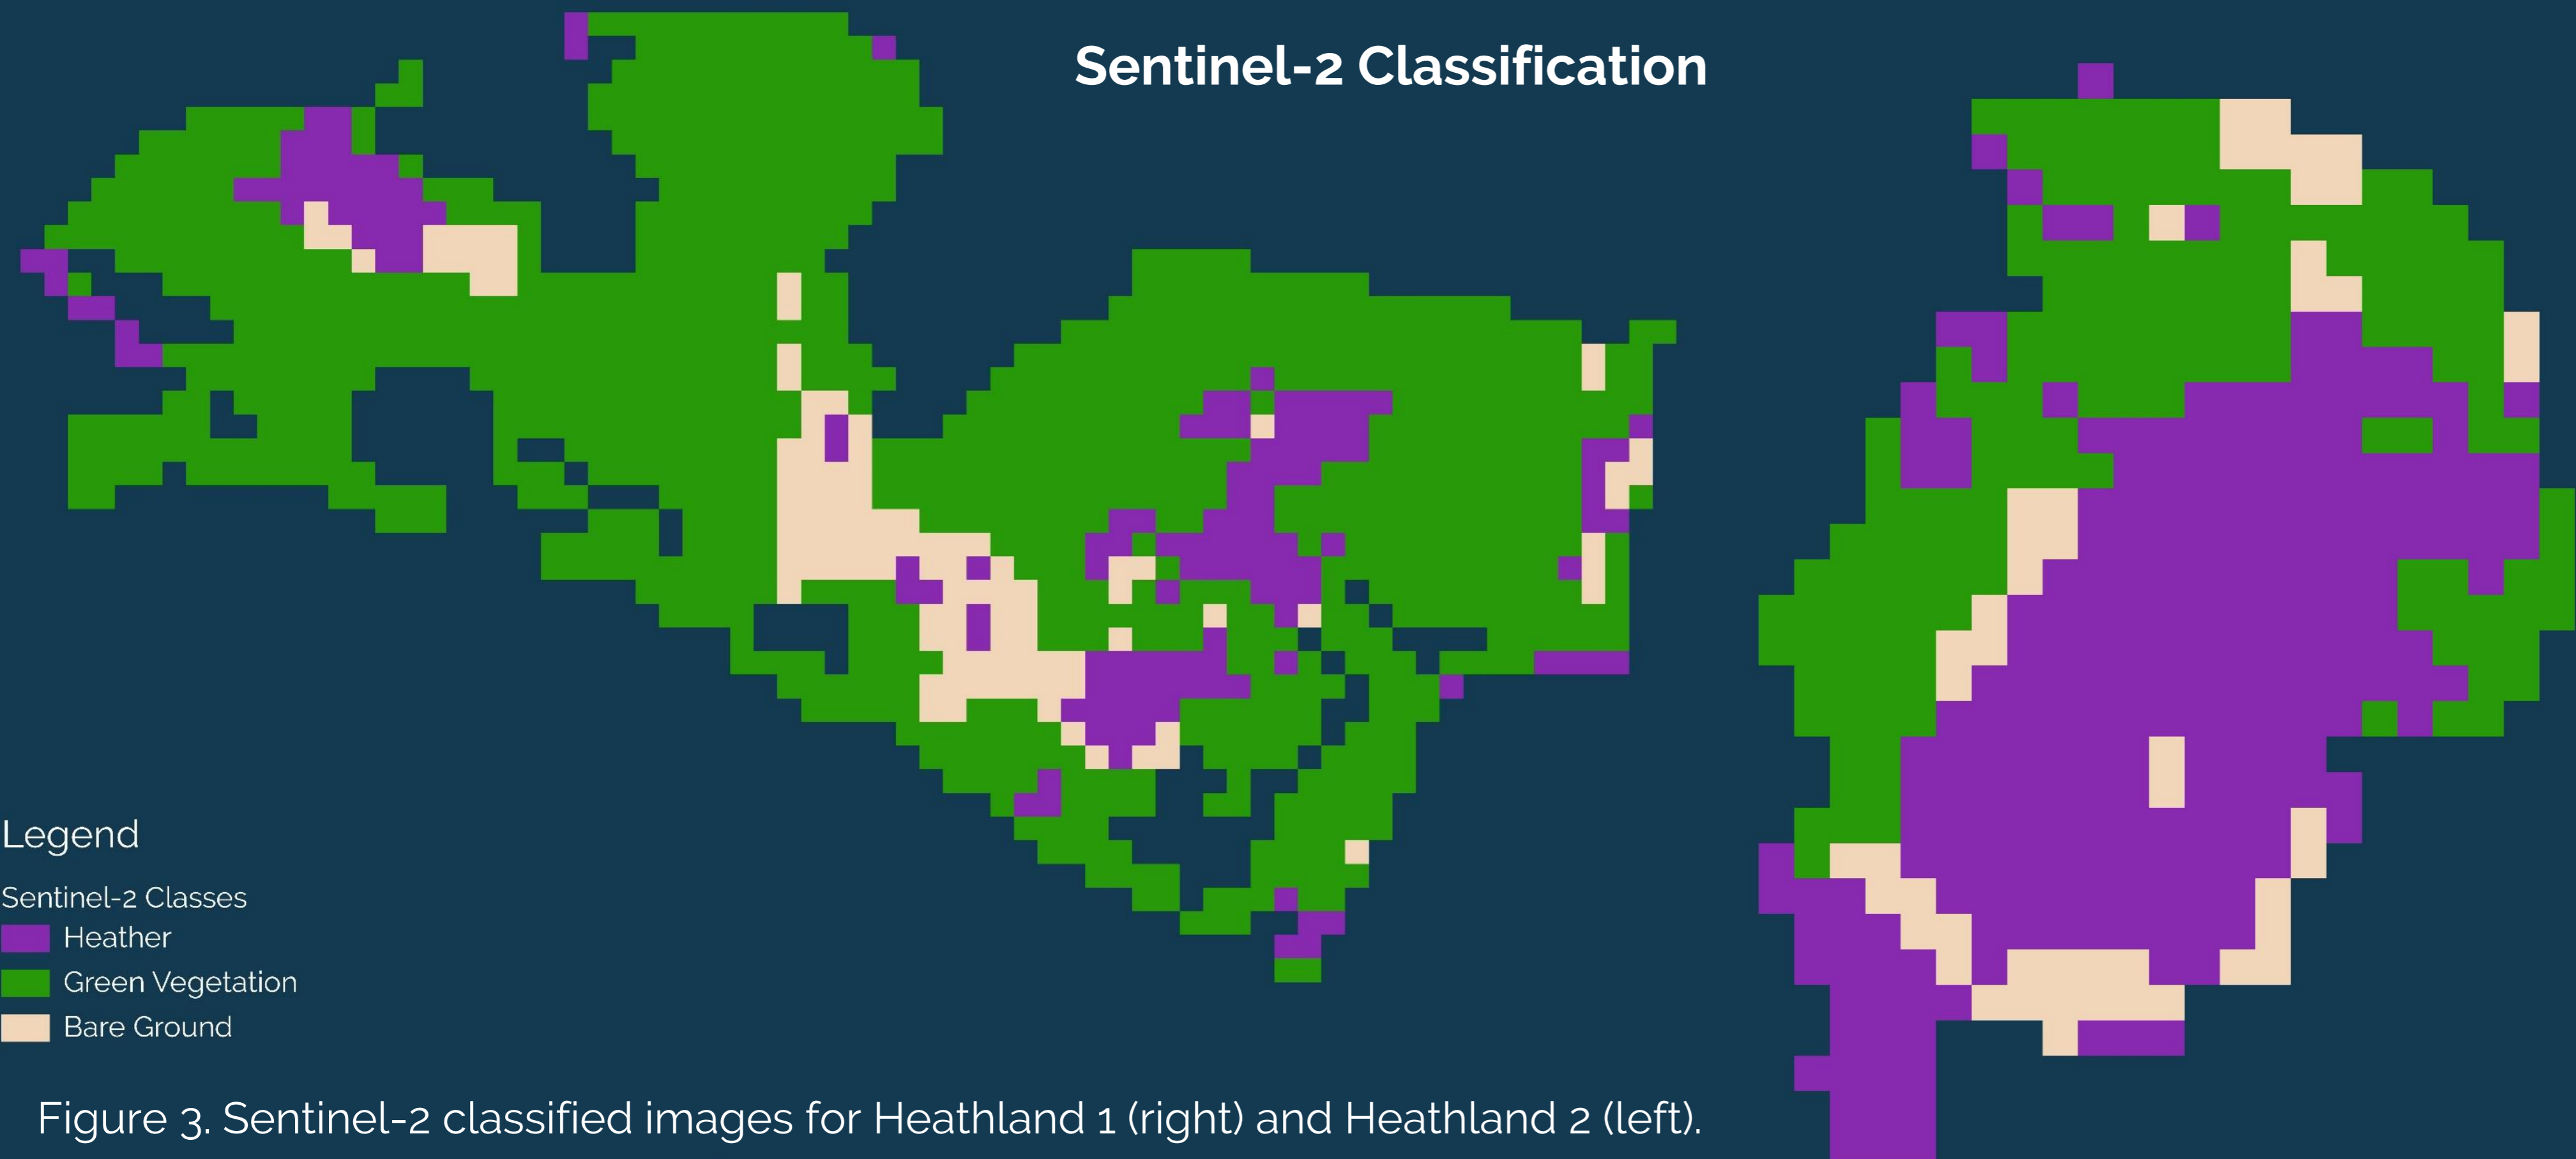 Sentinel-2 Classification
Legend
Sentinel-2 Classes
Heather
Green Vegetation
Bare Ground
Figure 3. Sentinel-2 classified images for Heathland 1 (right) and Heathland 2 (left).